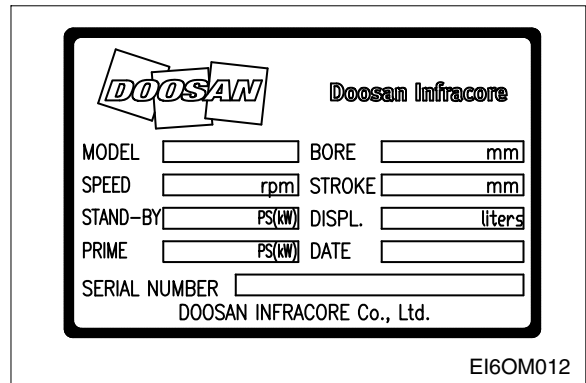 DOOSAN Doosan Infracore
MODEL BORE mm
SPEED rpm STROKE mm
STAND-BY PS(kW) DISPL. liters
PRIME PS(kW) DATE
SERIAL NUMBER
DOOSAN INFRACORE Co., Ltd.
EI6OM012